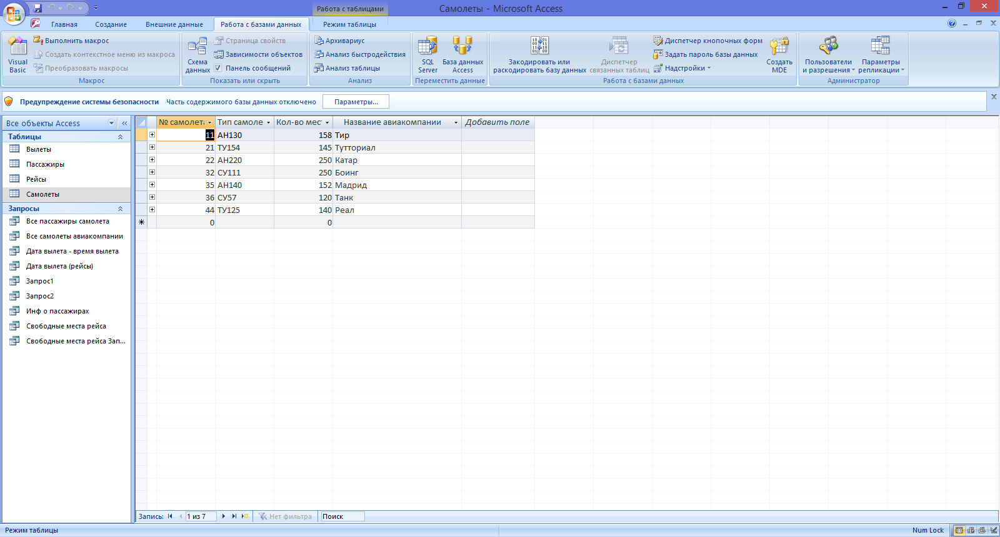 Работа с таблицами
Самолеты - Microsoft Access
Главная
Создание
Внешние данные
Работа с базами данных
Режим таблицы
Visual Basic
Выполнить макрос
Создать контекстное меню из макроса
Преобразовать макросы
Макрос
Схема данных
Страница свойств
Зависимости объектов
Панель сообщений
Показать или скрыть
Архивариус
Анализ быстродействия
Анализ таблицы
Анализ
SQL Server
База данных Access
Переместить данные
Закодировать или раскодировать базу данных
Диспетчер связанных таблиц
Диспетчер кнопочных форм
Задать пароль базы данных
Надстройки
Создать MDE
Работа с базами данных
Пользователи и разрешения
Параметры репликации
Администратор
Предупреждение системы безопасности Часть содержимого базы данных отключено Параметры...
Все объекты Access
Таблицы
Вылеты
Пассажиры
Рейсы
Самолеты
Запросы
Все пассажиры самолета
Все самолеты авиакомпании
Дата вылета - время вылета
Дата вылета (рейсы)
Запрос1
Запрос2
Инф о пассажирах
Свободные места рейса
Свободные места рейса Зап...
№ самолета Тип самоле Кол-во мес Название авиакомпании Добавить поле
11 АН130 158 Тир
21 ТУ154 145 Тутториал
22 АН220 250 Катар
32 СУ111 250 Боинг
35 АН140 152 Мадрид
36 СУ57 120 Танк
44 ТУ125 140 Реал
0 0
Запись: 1 из 7 Нет фильтра Поиск
Режим таблицы
Num Lock